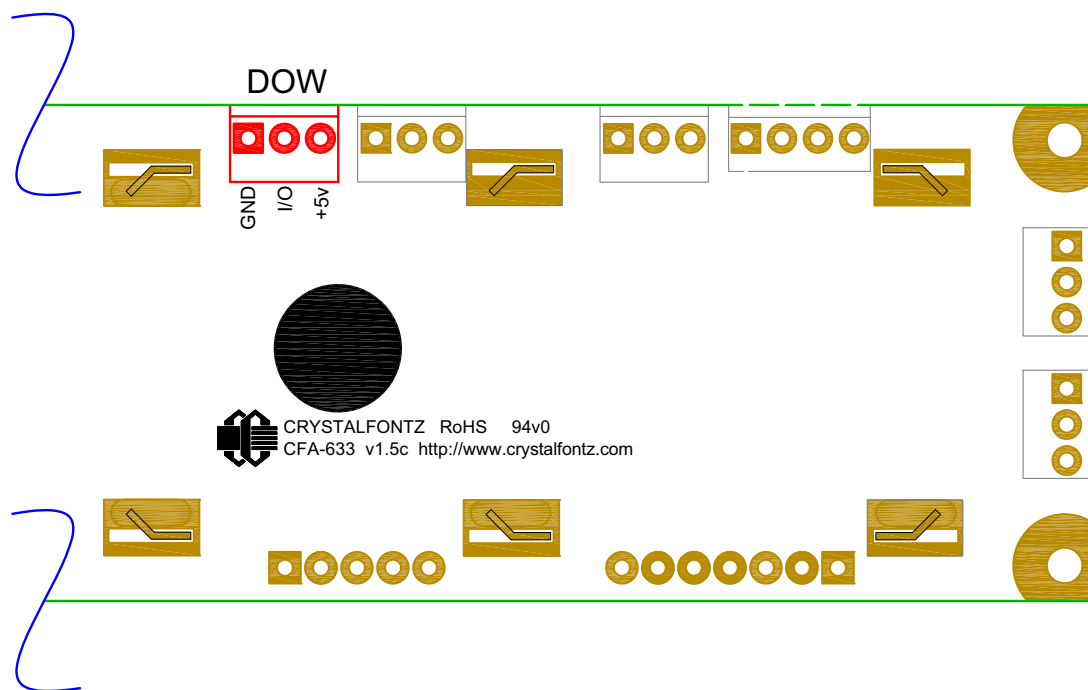 DOW
GND
I/O
+5v
CRYSTALFONTZ RoHS 94v0
CFA-633 v1.5c http://www.crystalfontz.com